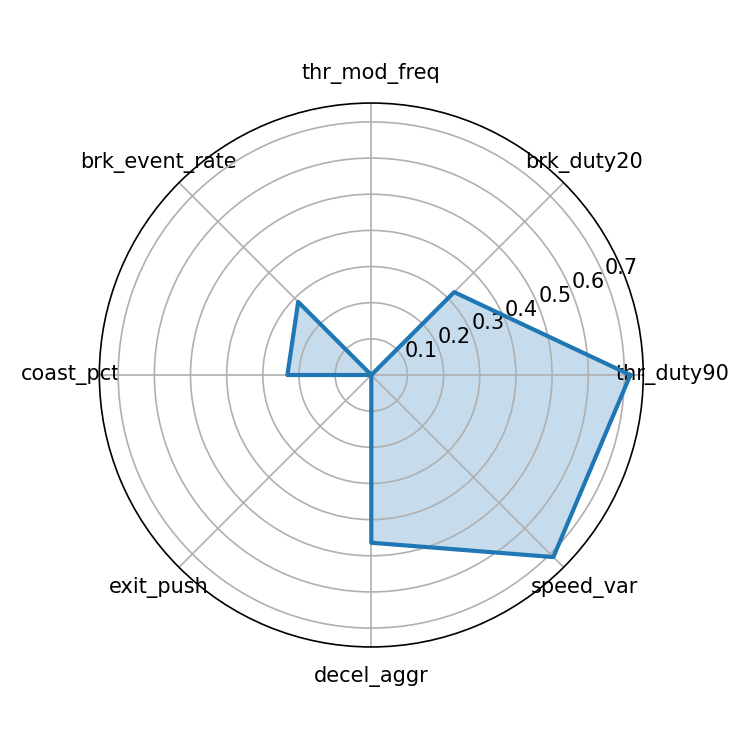 thr_mod_freq
brk_event_rate
brk_duty20
0.7
0.6
0.5
0.4
0.3
0.2
0.1
coast_pct
thr_duty90
exit_push
speed_var
decel_aggr